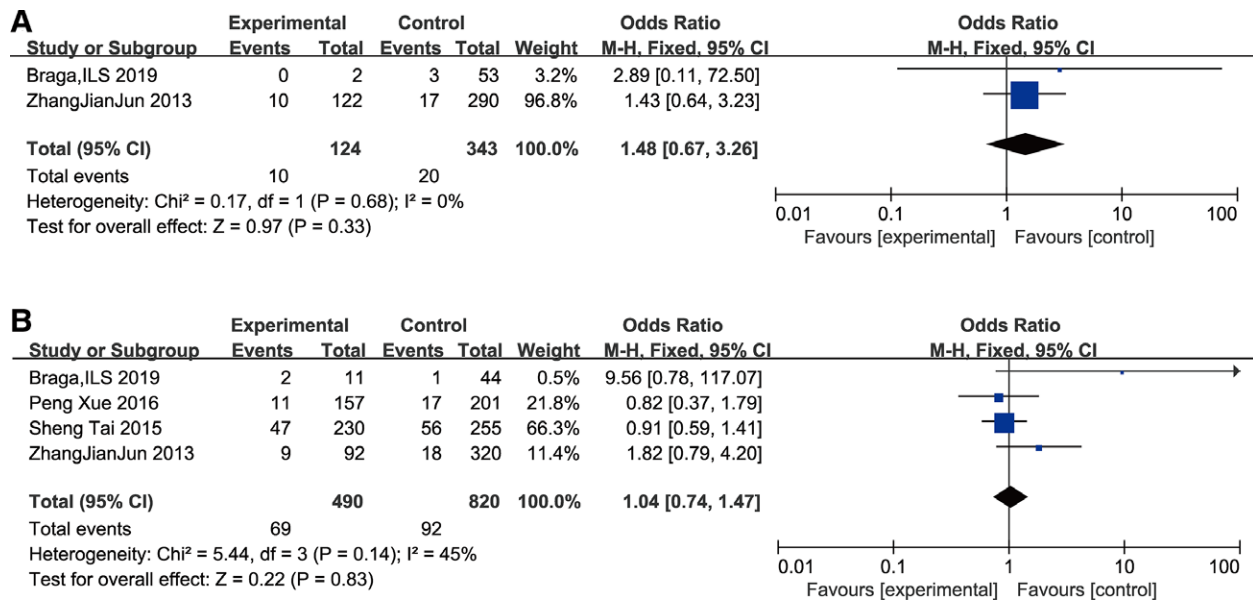 A
Experimental Control Odds Ratio Odds Ratio
Study or Subgroup Events Total Events Total Weight M-H, Fixed, 95% CI M-H, Fixed, 95% CI
Braga,ILS 2019 0 2 3 53 3.2% 2.89 [0.11, 72.50]
ZhangJianJun 2013 10 122 17 290 96.8% 1.43 [0.64, 3.23]
Total (95% CI) 124 343 100.0% 1.48 [0.67, 3.26]
Total events 10 20
Heterogeneity: Chi² = 0.17, df = 1 (P = 0.68); I² = 0%
Test for overall effect: Z = 0.97 (P = 0.33)
0.01 0.1 1 10 100
Favours [experimental] Favours [control]
B
Experimental Control Odds Ratio Odds Ratio
Study or Subgroup Events Total Events Total Weight M-H, Fixed, 95% CI M-H, Fixed, 95% CI
Braga,ILS 2019 2 11 1 44 0.5% 9.56 [0.78, 117.07]
Peng Xue 2016 11 157 17 201 21.8% 0.82 [0.37, 1.79]
Sheng Tai 2015 47 230 56 255 66.3% 0.91 [0.59, 1.41]
ZhangJianJun 2013 9 92 18 320 11.4% 1.82 [0.79, 4.20]
Total (95% CI) 490 820 100.0% 1.04 [0.74, 1.47]
Total events 69 92
Heterogeneity: Chi² = 5.44, df = 3 (P = 0.14); I² = 45%
Test for overall effect: Z = 0.22 (P = 0.83)
0.01 0.1 1 10 100
Favours [experimental] Favours [control]